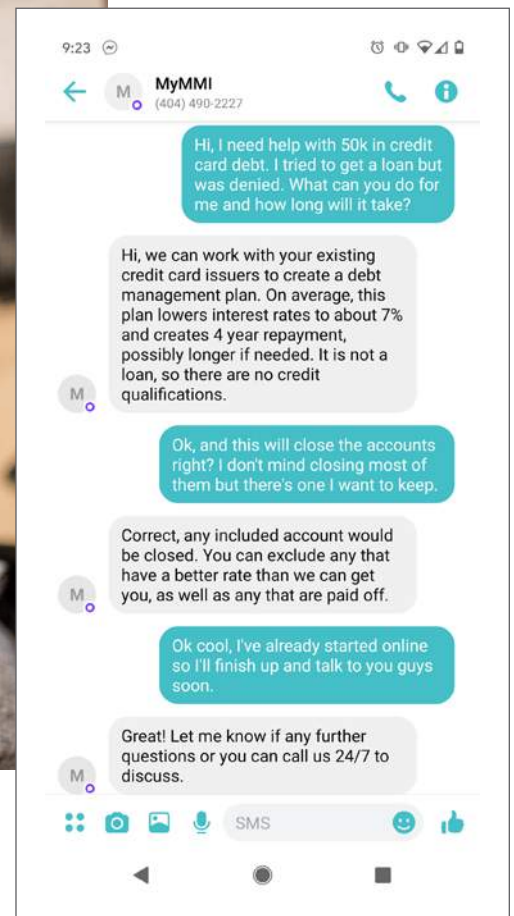 9:23
M
MyMMI
(404) 490-2227
Hi, I need help with 50k in credit
card debt. I tried to get a loan but
was denied. What can you do for
me and how long will it take?
Hi, we can work with your existing
credit card issuers to create a debt
management plan. On average, this
plan lowers interest rates to about 7%
and creates 4 year repayment,
possibly longer if needed. It is not a
loan, so there are no credit
qualifications.
M
Ok, and this will close the accounts
right? I don't mind closing most of
them but there's one I want to keep.
Correct, any included account would
be closed. You can exclude any that
have a better rate than we can get
you, as well as any that are paid off.
M
Ok cool, I've already started online
so I'll finish up and talk to you guys
soon.
Great! Let me know if any further
questions or you can call us 24/7 to
discuss.
M
SMS